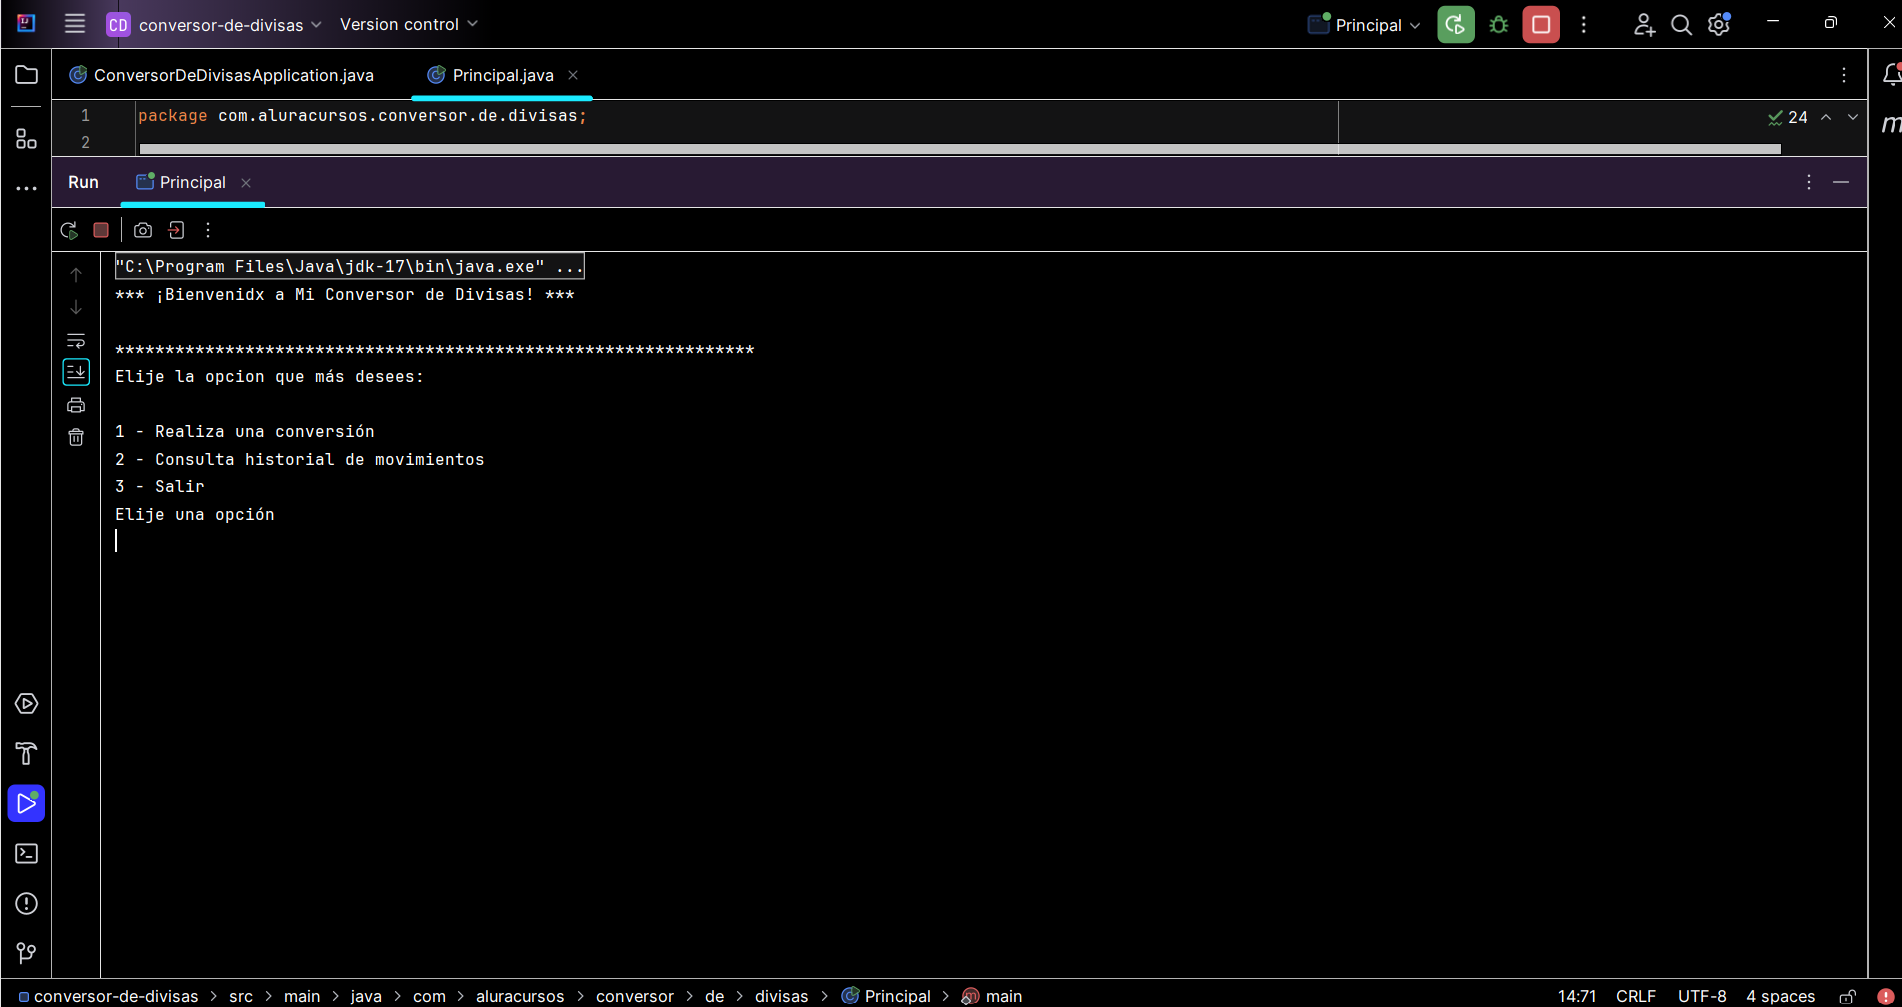 CD conversor-de-divisas Version control Principal
ConversorDeDivisasApplication.java Principal.java
1 package com.aluracursos.conversor.de.divisas; 24
2
Run Principal
"C:\Program Files\Java\jdk-17\bin\java.exe" ...
*** ¡Bienvenidx a Mi Conversor de Divisas! ***
****************************************************************
Elije la opcion que más desees:
1 - Realiza una conversión
2 - Consulta historial de movimientos
3 - Salir
Elije una opción
conversor-de-divisas > src > main > java > com > aluracursos > conversor > de > divisas > Principal > main 14:71 CRLF UTF-8 4 spaces